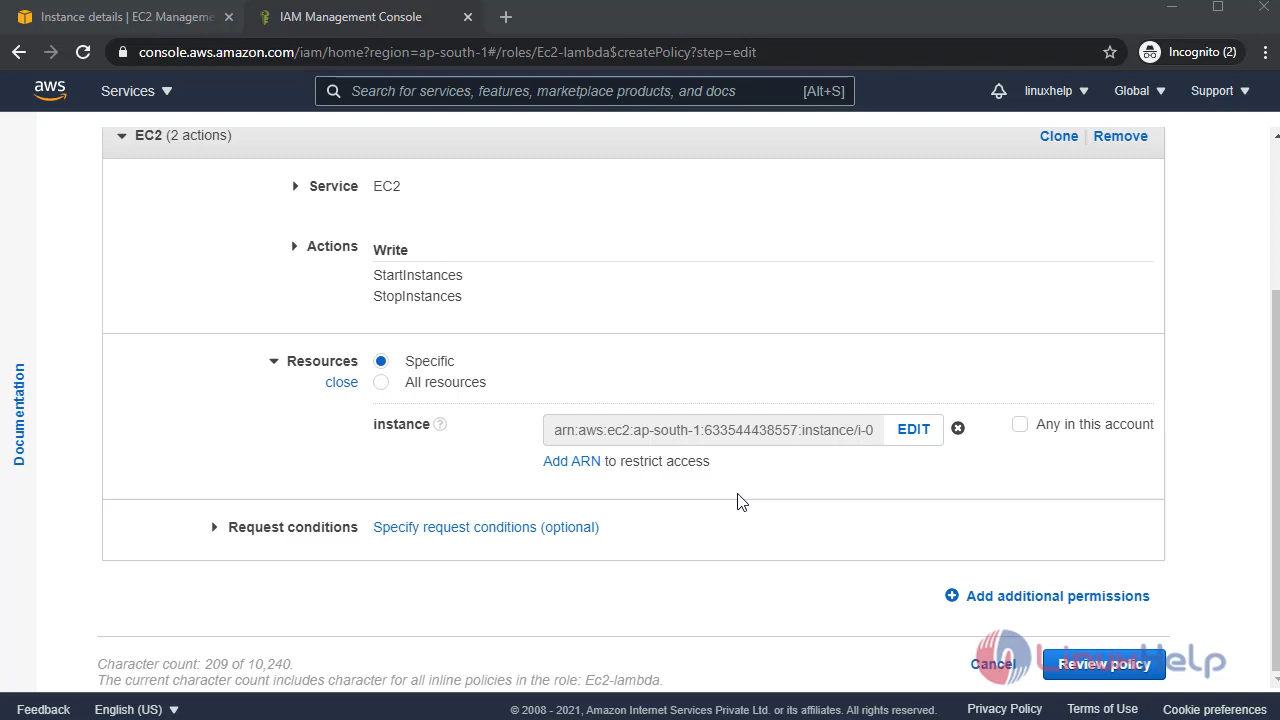 Instance details | EC2 Manageme
IAM Management Console
console.aws.amazon.com/iam/home?region=ap-south-1#/roles/Ec2-lambda$createPolicy?step=edit
Incognito (2)
aws
Services
Search for services, features, marketplace products, and docs
[Alt+S]
linuxhelp
Global
Support
EC2 (2 actions)
Clone | Remove
Service
EC2
Actions
Write
StartInstances
StopInstances
Resources
Specific
close
All resources
instance
arn:aws:ec2:ap-south-1:633544438557:instance/i-0
EDIT
Any in this account
Add ARN to restrict access
Request conditions
Specify request conditions (optional)
Documentation
Add additional permissions
Character count: 209 of 10,240.
The current character count includes character for all inline policies in the role: Ec2-lambda.
Cancel
Review policy
LinuxHelp
Feedback
English (US)
© 2008 - 2021, Amazon Internet Services Private Ltd. or its affiliates. All rights reserved.
Privacy Policy
Terms of Use
Cookie preferences